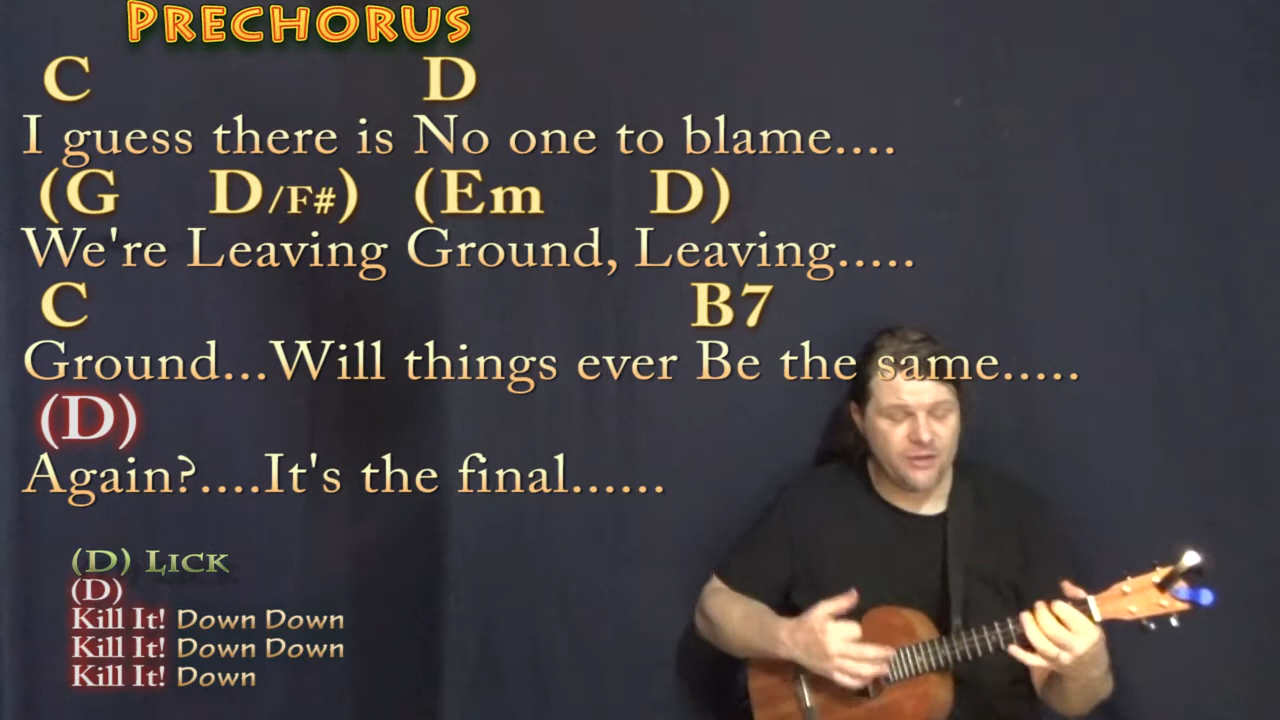 PRECHORUS
C D
I guess there is No one to blame....
(G D/F#) (Em D)
We're Leaving Ground, Leaving.....
C B7
Ground...Will things ever Be the same.....
(D)
Again?....It's the final......
(D) LICK
(D)
Kill It! Down Down
Kill It! Down Down
Kill It! Down